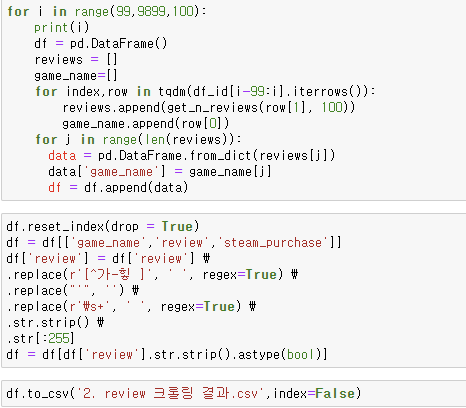 for i in range(99,9899,100):
    print(i)
    df = pd.DataFrame()
    reviews = []
    game_name=[]
    for index,row in tqdm(df_id[i-99:i].iterrows()):
        reviews.append(get_n_reviews(row[1], 100))
        game_name.append(row[0])
    for j in range(len(reviews)):
      data = pd.DataFrame.from_dict(reviews[j])
      data['game_name'] = game_name[j]
      df = df.append(data)
df.reset_index(drop = True)
df = df[['game_name','review','steam_purchase']]
df['review'] = df['review'] ₩
.replace(r'[^가-힣 ]', ' ', regex=True) ₩
.replace("'", '') ₩
.replace(r'₩s+', ' ', regex=True) ₩
.str.strip() ₩
.str[:255]
df = df[df['review'].str.strip().astype(bool)]
df.to_csv('2. review 크롤링 결과.csv',index=False)